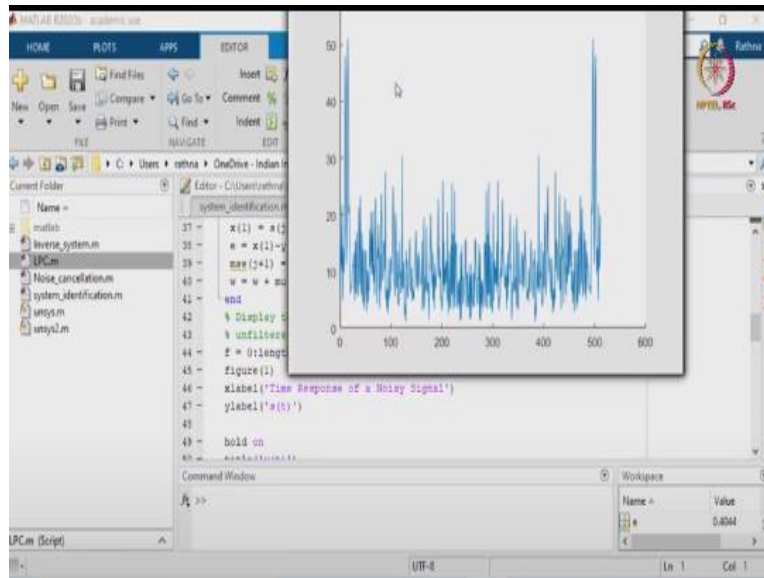 MATLAB R2020b - academic use
HOME PLOTS APPS EDITOR
Rathna
New Open Save
Find Files
Compare
Print
Go To
Find
Insert
Comment
Indent
FILE NAVIGATE EDIT
NPTEL, IISc
C: Users rathna OneDrive - Indian In
Current Folder
Name
matlab
Inverse_system.m
LPC.m
Noise_cancellation.m
system_identification.m
unsys.m
unsys2.m
LPC.m (Script)
Editor - C:\Users\rathna
system_identification.m
37 - x(1) = s(j
38 - e = x(1)-y
39 - mse(j+1) =
40 - w = w + mu
41 - end
42 % Display t
43 % unfiltere
44 - f = 0:lengt
45 - figure(1)
46 - xlabel('Time Response of a Noisy Signal')
47 - ylabel('s(t)')
48
49 - hold on
50
50
40
30
20
10
0
0 100 200 300 400 500 600
Command Window
fx >>
Workspace
Name Value
e 0.4044
UTF-8 Ln 1 Col 1